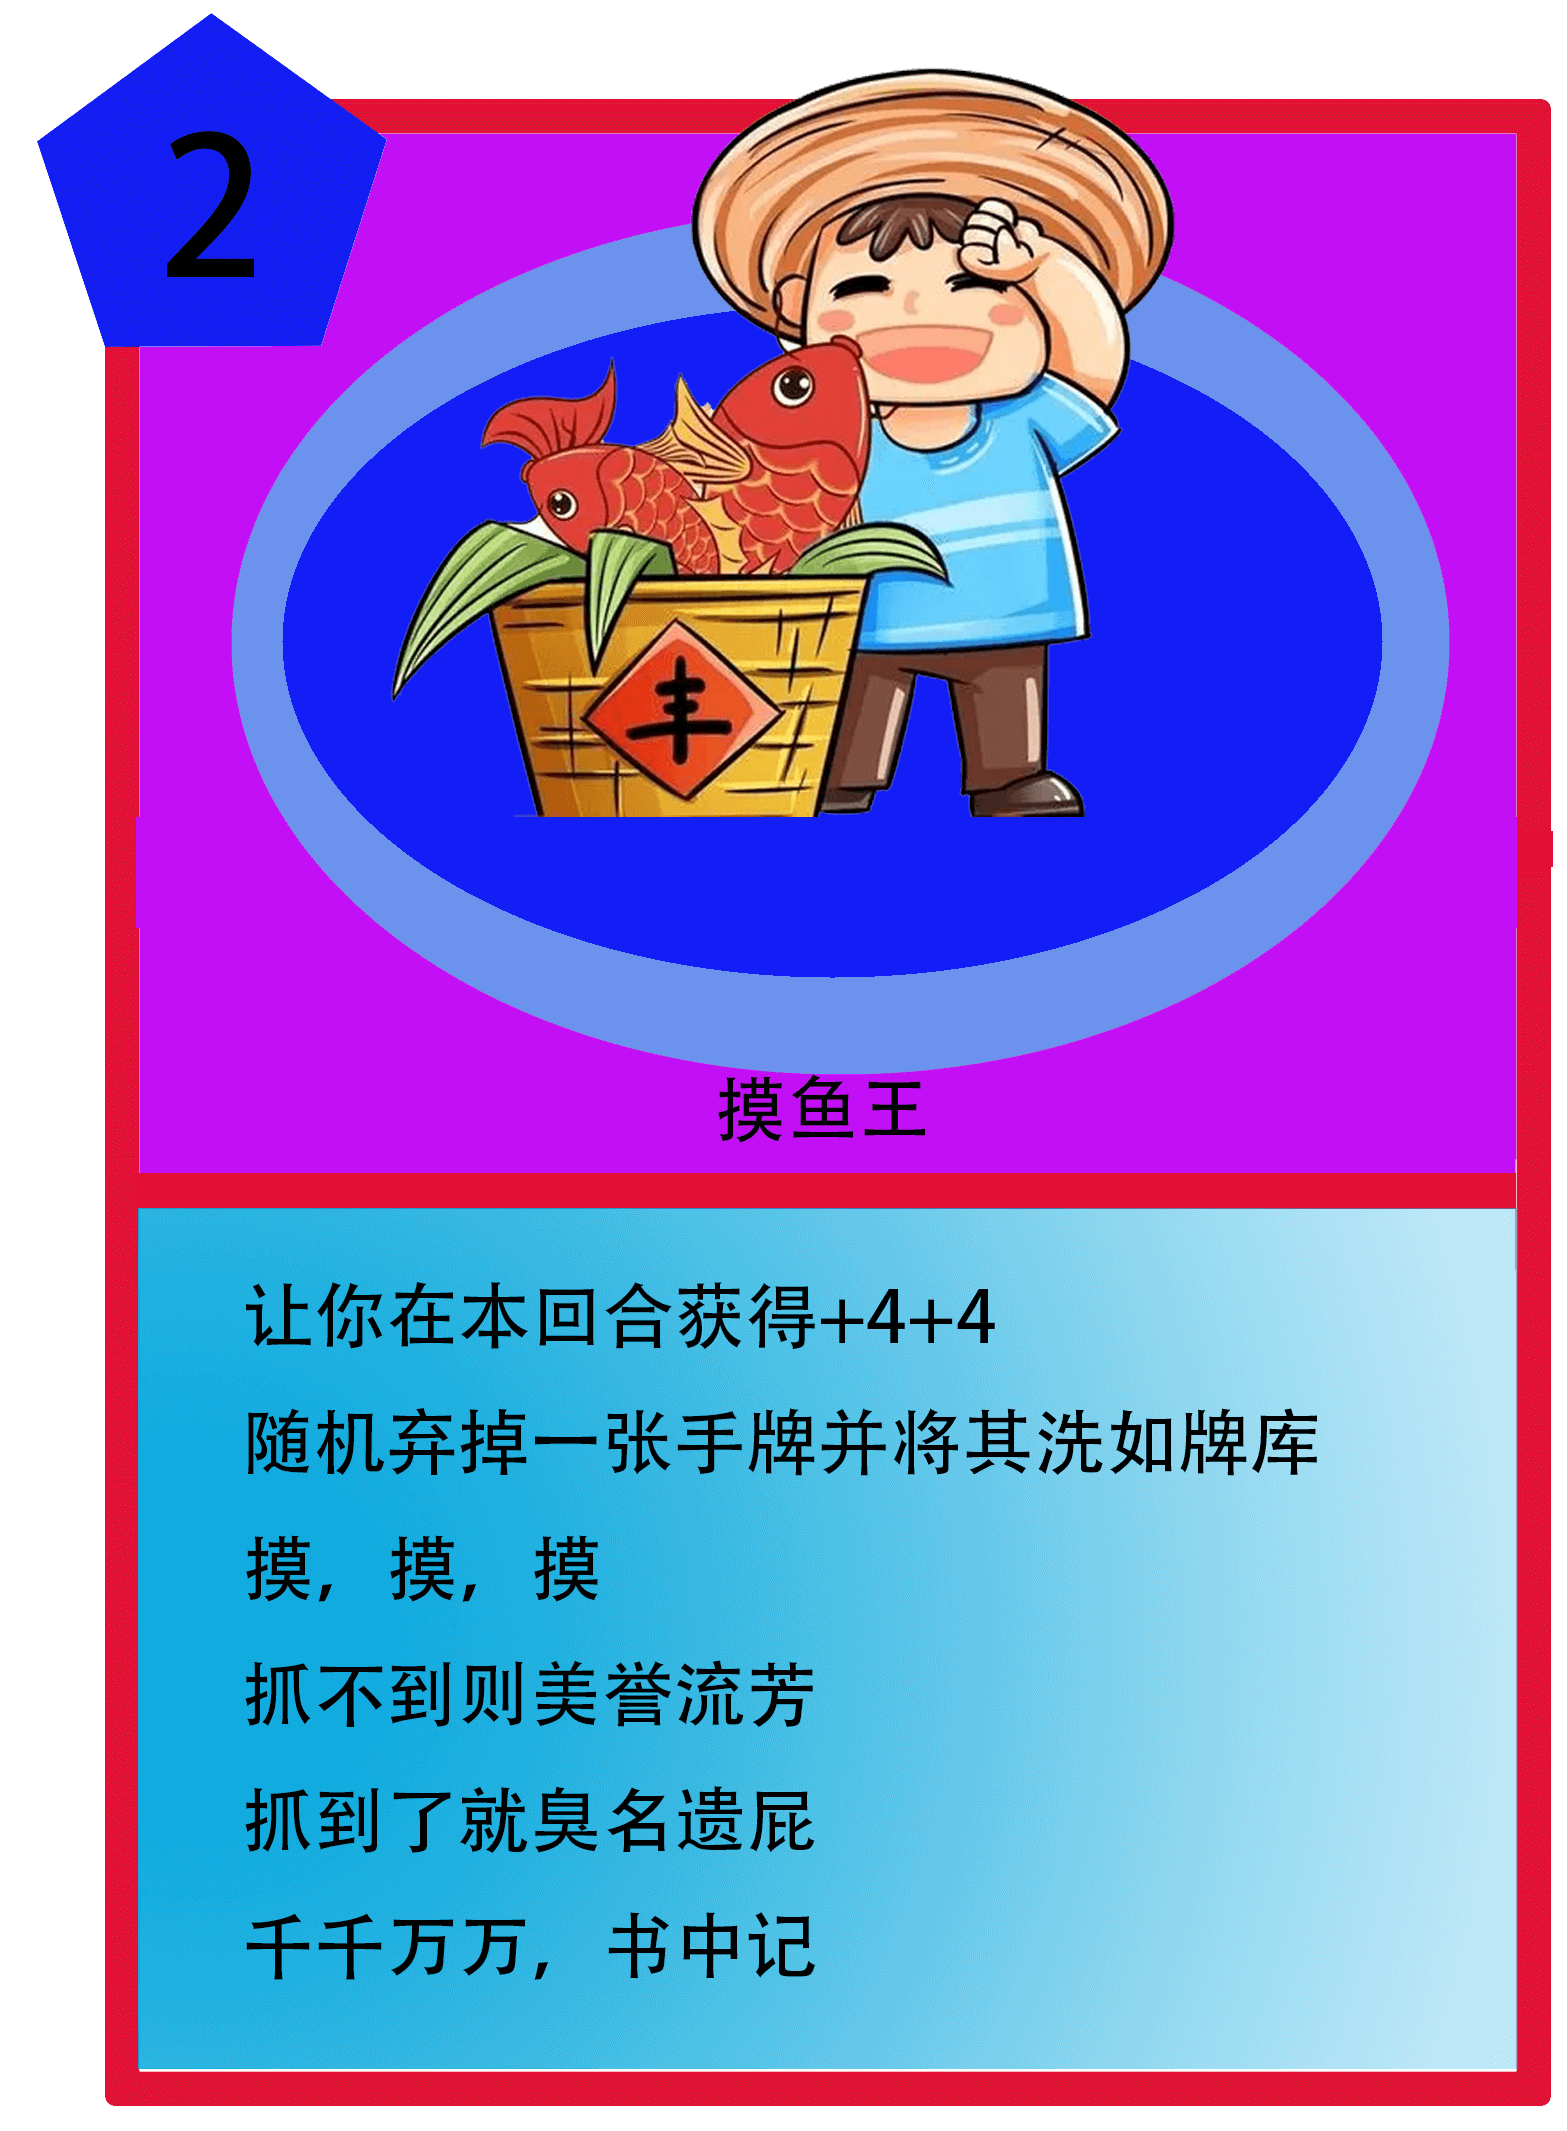 2
丰
摸鱼王
让你在本回合获得+4+4
随机弃掉一张手牌并将其洗如牌库
摸，摸，摸
抓不到则美誉流芳
抓到了就臭名遗屁
千千万万，书中记